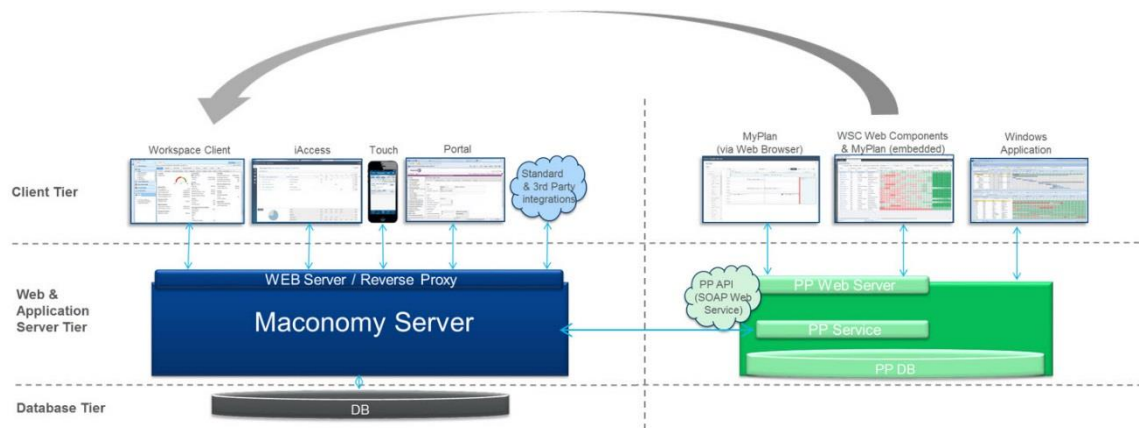 MyPlan
(via Web Browser)
WSC Web Components
& MyPlan (embedded)
Windows
Application
Workspace Client
iAccess
Touch
Portal
Client Tier
Standard
& 3rd Party
integrations
WEB Server / Reverse Proxy
PP API
(SOAP Web
Service)
PP Web Server
Web &
Application
Server Tier
Maconomy Server
PP Service
PP DB
Database Tier
DB